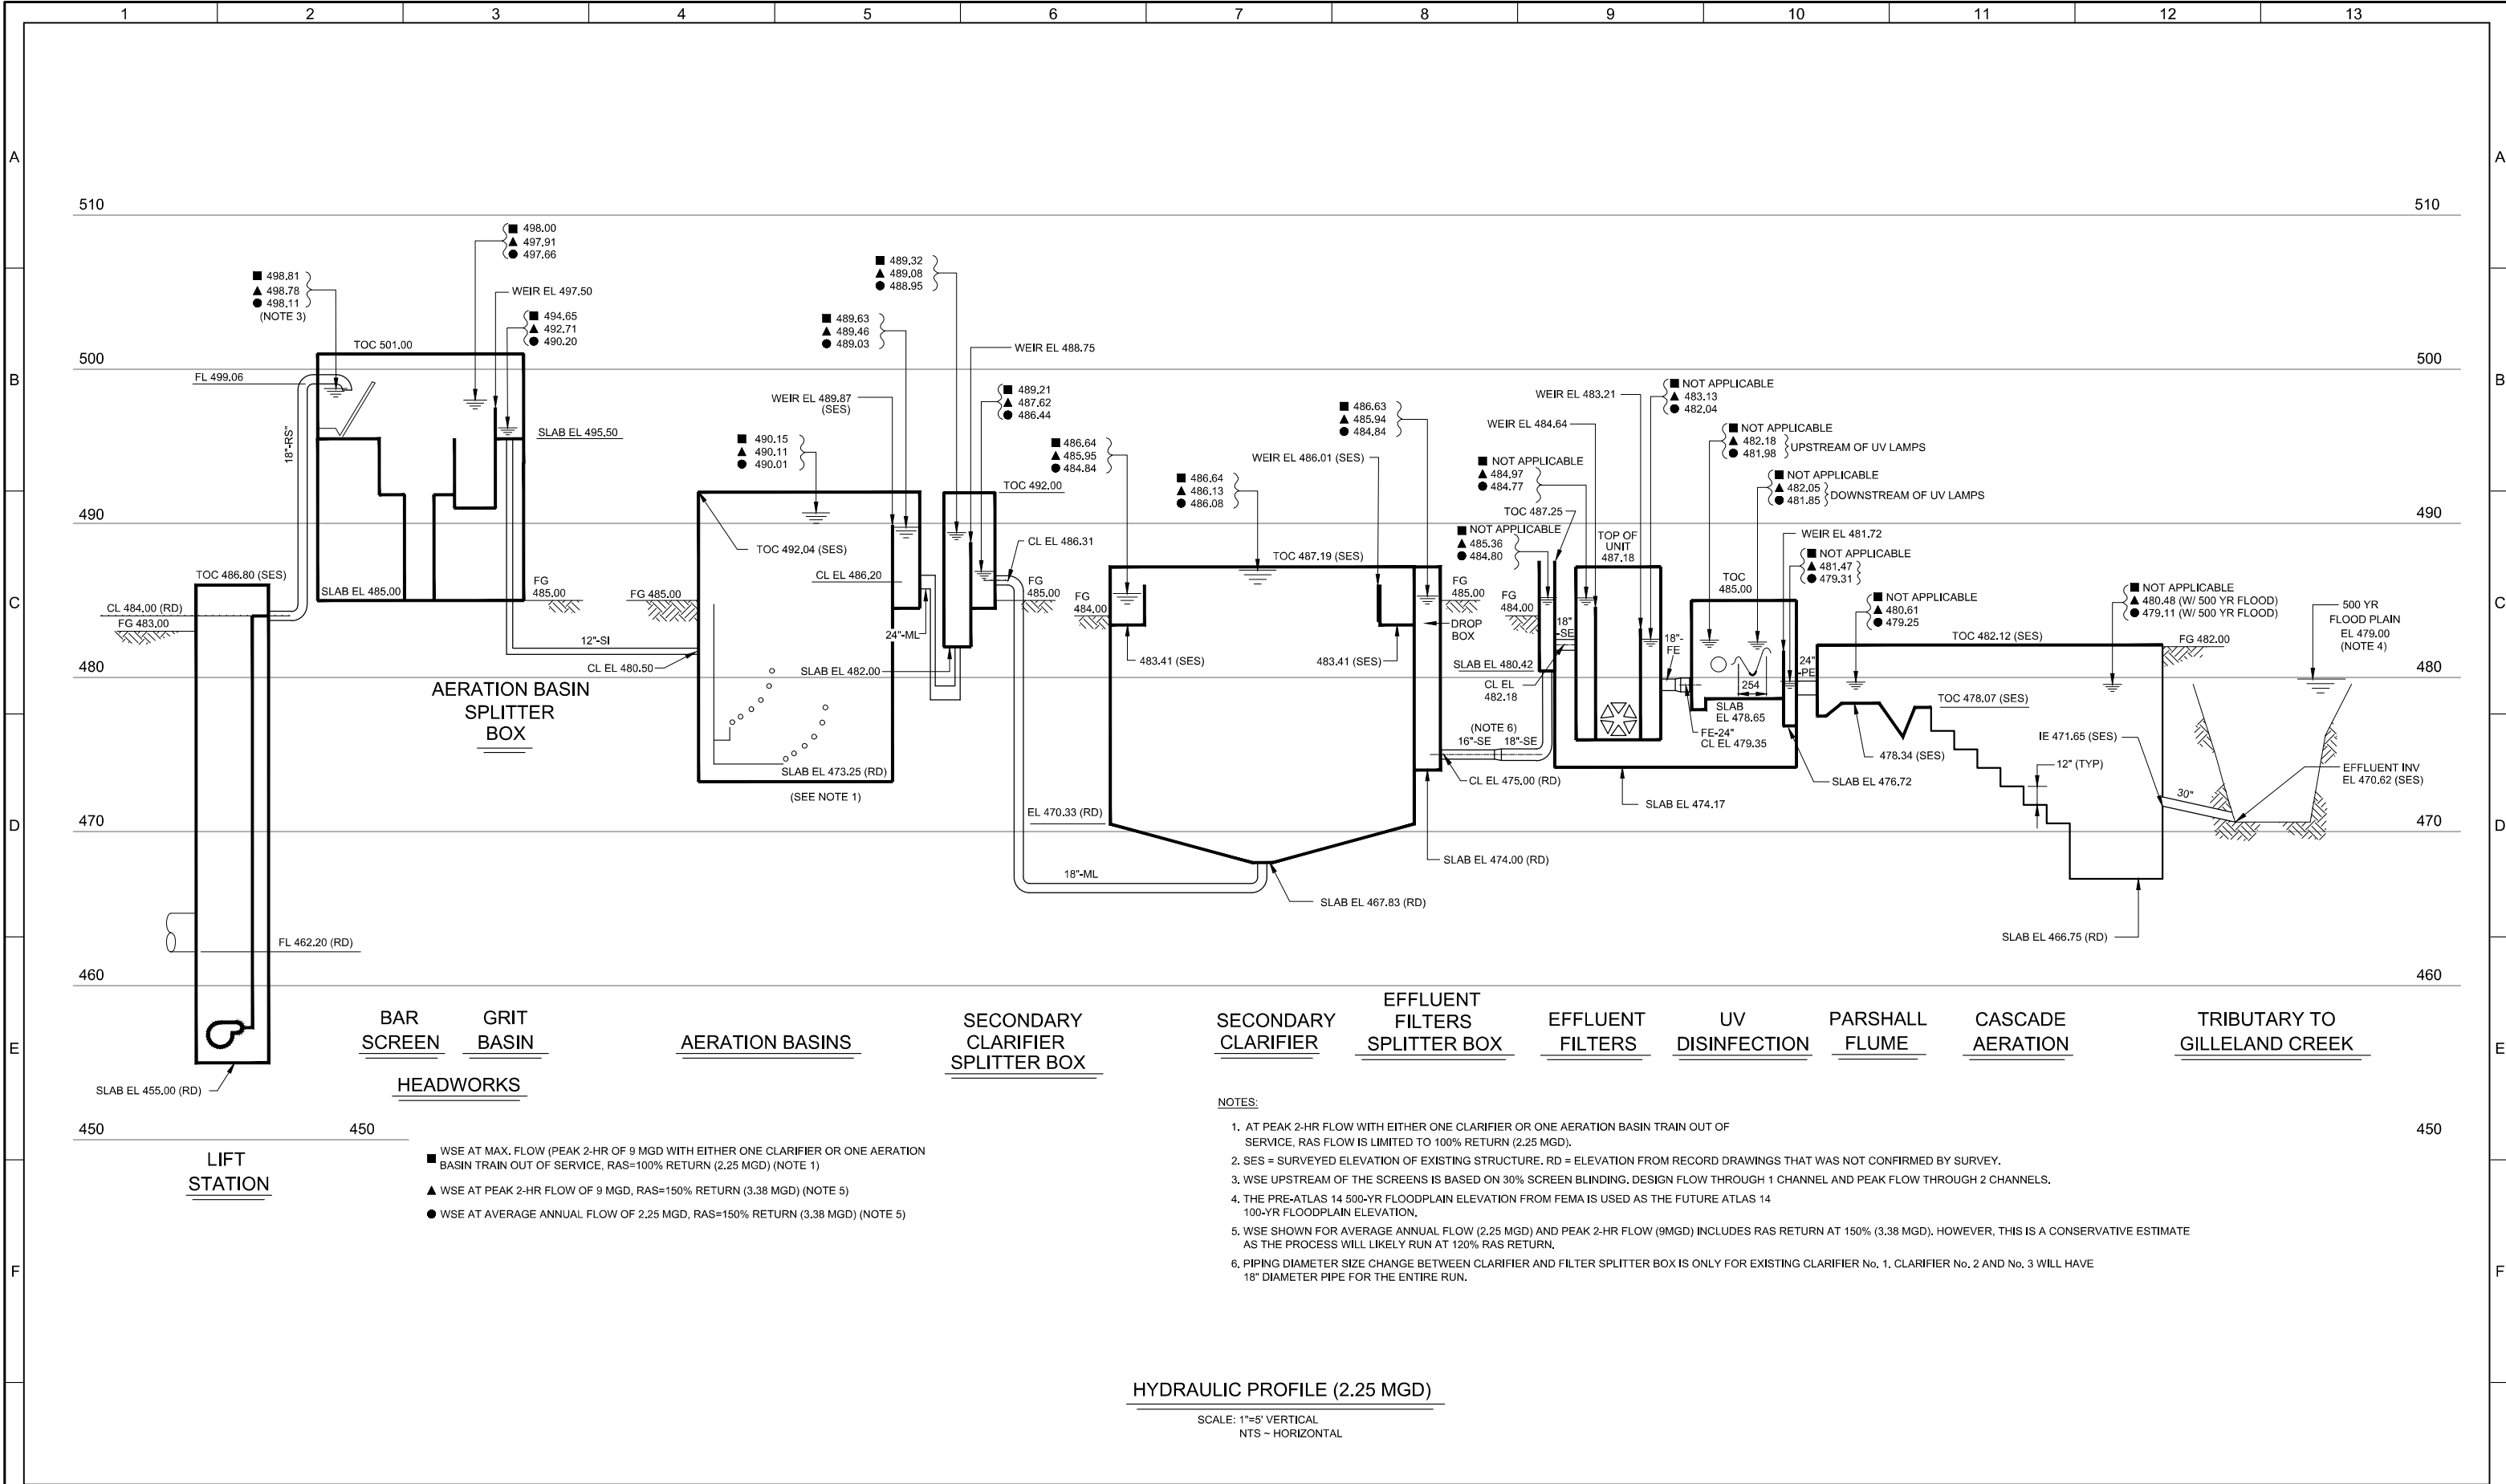 1 2 3 4 5 6 7 8 9 10 11 12 13
A A
B B
C C
D D
E E
F F
510 510
500 500
490 490
480 480
470 470
460 460
450 450 450
■ 498.81
▲ 498.78
● 498.11
(NOTE 3)
■ 498.00
▲ 497.91
● 497.66
WEIR EL 497.50
■ 494.65
▲ 492.71
● 490.20
TOC 501.00
FL 499.06
18"-RS"
SLAB EL 495.50
TOC 486.80 (SES)
SLAB EL 485.00
FG
485.00
CL 484.00 (RD)
FG 483.00
FL 462.20 (RD)
SLAB EL 455.00 (RD)
12"-SI
CL EL 480.50
AERATION BASIN
SPLITTER
BOX
FG 485.00
■ 490.15
▲ 490.11
● 490.01
TOC 492.04 (SES)
WEIR EL 489.87
(SES)
■ 489.63
▲ 489.46
● 489.03
■ 489.32
▲ 489.08
● 488.95
WEIR EL 488.75
■ 489.21
▲ 487.62
● 486.44
TOC 492.00
CL EL 486.20
CL EL 486.31
24"-ML
SLAB EL 482.00
SLAB EL 473.25 (RD)
(SEE NOTE 1)
FG
485.00
FG
484.00
■ 486.64
▲ 485.95
● 484.84
■ 486.64
▲ 486.13
● 486.08
TOC 487.19 (SES)
WEIR EL 486.01 (SES)
■ 486.63
▲ 485.94
● 484.84
483.41 (SES)
483.41 (SES)
EL 470.33 (RD)
18"-ML
SLAB EL 467.83 (RD)
FG
485.00
DROP
BOX
SLAB EL 474.00 (RD)
CL EL 475.00 (RD)
(NOTE 6)
16"-SE 18"-SE
SLAB EL 480.42
CL EL
482.18
FG
484.00
18"
-SE
■ NOT APPLICABLE
▲ 485.36
● 484.80
TOC 487.25
■ NOT APPLICABLE
▲ 484.97
● 484.77
WEIR EL 484.64
WEIR EL 483.21
TOP OF
UNIT
487.18
■ NOT APPLICABLE
▲ 483.13
● 482.04
■ NOT APPLICABLE
▲ 482.18
● 481.98
UPSTREAM OF UV LAMPS
■ NOT APPLICABLE
▲ 482.05
● 481.85
DOWNSTREAM OF UV LAMPS
TOC
485.00
WEIR EL 481.72
■ NOT APPLICABLE
▲ 481.47
● 479.31
18"-
FE
254
24"
-PE
SLAB
EL 478.65
FE-24"
CL EL 479.35
SLAB EL 474.17
SLAB EL 476.72
■ NOT APPLICABLE
▲ 480.61
● 479.25
TOC 482.12 (SES)
TOC 478.07 (SES)
478.34 (SES)
12" (TYP)
■ NOT APPLICABLE
▲ 480.48 (W/ 500 YR FLOOD)
● 479.11 (W/ 500 YR FLOOD)
FG 482.00
500 YR
FLOOD PLAIN
EL 479.00
(NOTE 4)
IE 471.65 (SES)
30"
EFFLUENT INV
EL 470.62 (SES)
SLAB EL 466.75 (RD)
LIFT
STATION
BAR
SCREEN
GRIT
BASIN
HEADWORKS
AERATION BASINS
SECONDARY
CLARIFIER
SPLITTER BOX
SECONDARY
CLARIFIER
EFFLUENT
FILTERS
SPLITTER BOX
EFFLUENT
FILTERS
UV
DISINFECTION
PARSHALL
FLUME
CASCADE
AERATION
TRIBUTARY TO
GILLELAND CREEK
■ WSE AT MAX. FLOW (PEAK 2-HR OF 9 MGD WITH EITHER ONE CLARIFIER OR ONE AERATION
BASIN TRAIN OUT OF SERVICE, RAS=100% RETURN (2.25 MGD) (NOTE 1)
▲ WSE AT PEAK 2-HR FLOW OF 9 MGD, RAS=150% RETURN (3.38 MGD) (NOTE 5)
● WSE AT AVERAGE ANNUAL FLOW OF 2.25 MGD, RAS=150% RETURN (3.38 MGD) (NOTE 5)
NOTES:
1. AT PEAK 2-HR FLOW WITH EITHER ONE CLARIFIER OR ONE AERATION BASIN TRAIN OUT OF
SERVICE, RAS FLOW IS LIMITED TO 100% RETURN (2.25 MGD).
2. SES = SURVEYED ELEVATION OF EXISTING STRUCTURE. RD = ELEVATION FROM RECORD DRAWINGS THAT WAS NOT CONFIRMED BY SURVEY.
3. WSE UPSTREAM OF THE SCREENS IS BASED ON 30% SCREEN BLINDING. DESIGN FLOW THROUGH 1 CHANNEL AND PEAK FLOW THROUGH 2 CHANNELS.
4. THE PRE-ATLAS 14 500-YR FLOODPLAIN ELEVATION FROM FEMA IS USED AS THE FUTURE ATLAS 14
100-YR FLOODPLAIN ELEVATION.
5. WSE SHOWN FOR AVERAGE ANNUAL FLOW (2.25 MGD) AND PEAK 2-HR FLOW (9MGD) INCLUDES RAS RETURN AT 150% (3.38 MGD). HOWEVER, THIS IS A CONSERVATIVE ESTIMATE
AS THE PROCESS WILL LIKELY RUN AT 120% RAS RETURN.
6. PIPING DIAMETER SIZE CHANGE BETWEEN CLARIFIER AND FILTER SPLITTER BOX IS ONLY FOR EXISTING CLARIFIER No. 1. CLARIFIER No. 2 AND No. 3 WILL HAVE
18" DIAMETER PIPE FOR THE ENTIRE RUN.
HYDRAULIC PROFILE (2.25 MGD)
SCALE: 1"=5' VERTICAL
NTS ~ HORIZONTAL